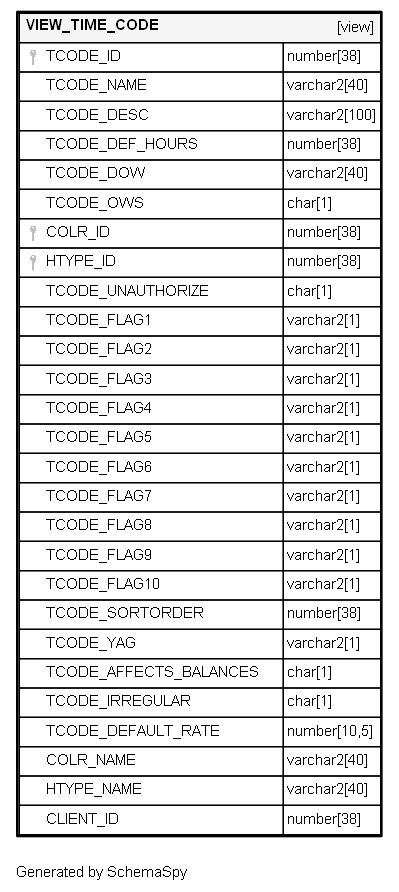 VIEW_TIME_CODE [view]
TCODE_ID number[38]
TCODE_NAME varchar2[40]
TCODE_DESC varchar2[100]
TCODE_DEF_HOURS number[38]
TCODE_DOW varchar2[40]
TCODE_OWS char[1]
COLR_ID number[38]
HTYPE_ID number[38]
TCODE_UNAUTHORIZE char[1]
TCODE_FLAG1 varchar2[1]
TCODE_FLAG2 varchar2[1]
TCODE_FLAG3 varchar2[1]
TCODE_FLAG4 varchar2[1]
TCODE_FLAG5 varchar2[1]
TCODE_FLAG6 varchar2[1]
TCODE_FLAG7 varchar2[1]
TCODE_FLAG8 varchar2[1]
TCODE_FLAG9 varchar2[1]
TCODE_FLAG10 varchar2[1]
TCODE_SORTORDER number[38]
TCODE_YAG varchar2[1]
TCODE_AFFECTS_BALANCES char[1]
TCODE_IRREGULAR char[1]
TCODE_DEFAULT_RATE number[10,5]
COLR_NAME varchar2[40]
HTYPE_NAME varchar2[40]
CLIENT_ID number[38]
Generated by SchemaSpy